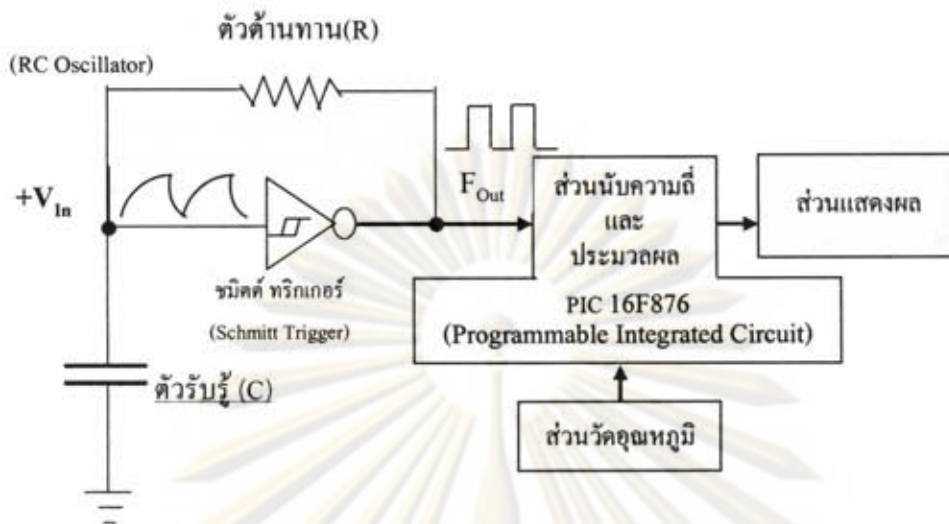 ตัวต้านทาน(R)
(RC Oscillator)
+V_In
F_Out
ชมิตต์ ทริกเกอร์
(Schmitt Trigger)
ตัวรับรู้ (C)
ส่วนนับความถี่
และ
ประมวลผล
PIC 16F876
(Programmable Integrated Circuit)
ส่วนแสดงผล
ส่วนวัดอุณหภูมิ